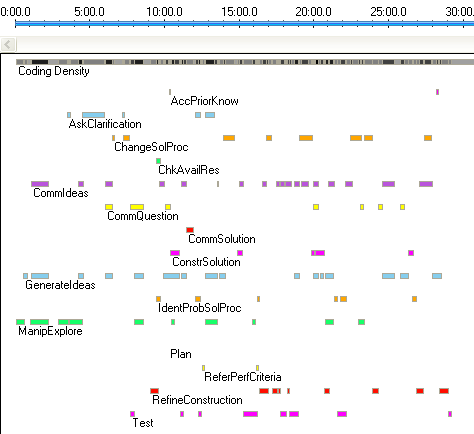 0:00.0 5:00.0 10:00.0 15:00.0 20:00.0 25:00.0 30:00.0
Coding Density
AccPriorKnow
AskClarification
ChangeSolProc
ChkAvailRes
CommIdeas
CommQuestion
CommSolution
ConstrSolution
GenerateIdeas
IdentProbSolProc
ManipExplore
Plan
ReferPerfCriteria
RefineConstruction
Test